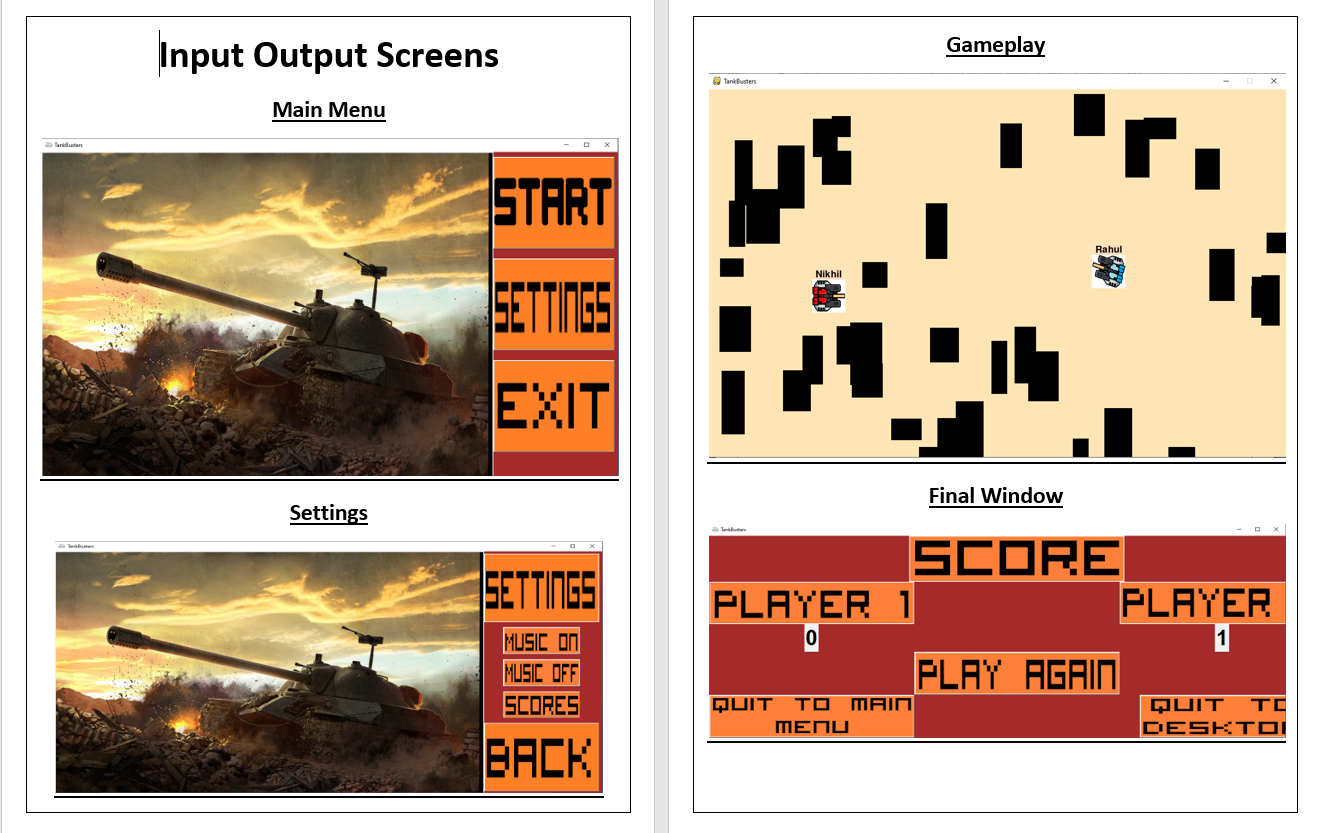 Input Output Screens
Main Menu
TankBusters
START
SETTINGS
EXIT
Settings
TankBusters
SETTINGS
MUSIC ON
MUSIC OFF
SCORES
BACK
Gameplay
TankBusters
Rahul
Nikhil
Final Window
TankBusters
SCORE
PLAYER 1
PLAYER
0
1
PLAY AGAIN
QUIT TO MAIN
MENU
QUIT TO
DESKTO